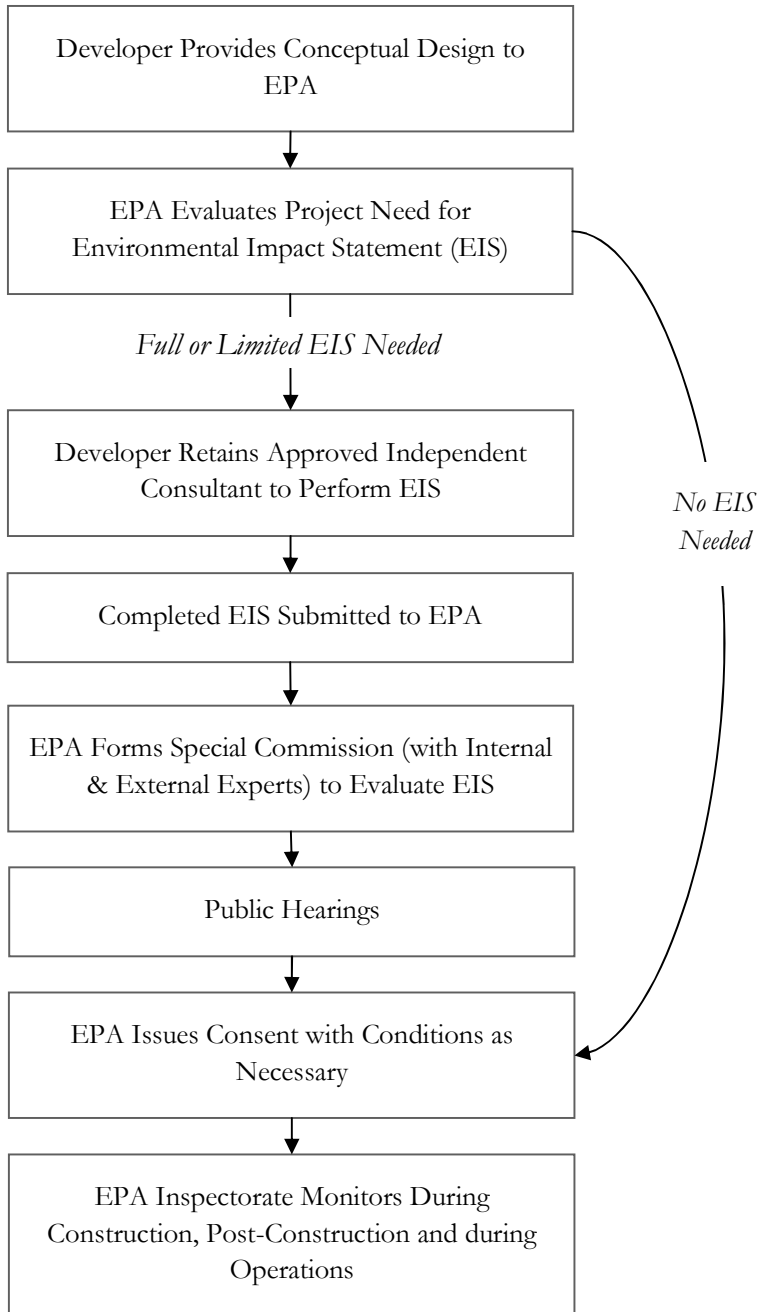 Developer Provides Conceptual Design to
EPA
EPA Evaluates Project Need for
Environmental Impact Statement (EIS)
Full or Limited EIS Needed
Developer Retains Approved Independent
Consultant to Perform EIS
No EIS
Needed
Completed EIS Submitted to EPA
EPA Forms Special Commission (with Internal
& External Experts) to Evaluate EIS
Public Hearings
EPA Issues Consent with Conditions as
Necessary
EPA Inspectorate Monitors During
Construction, Post-Construction and during
Operations